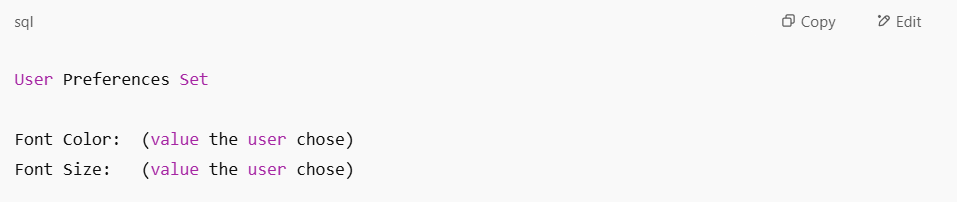 sql
Copy
Edit
User Preferences Set
Font Color:  (value the user chose)
Font Size:   (value the user chose)